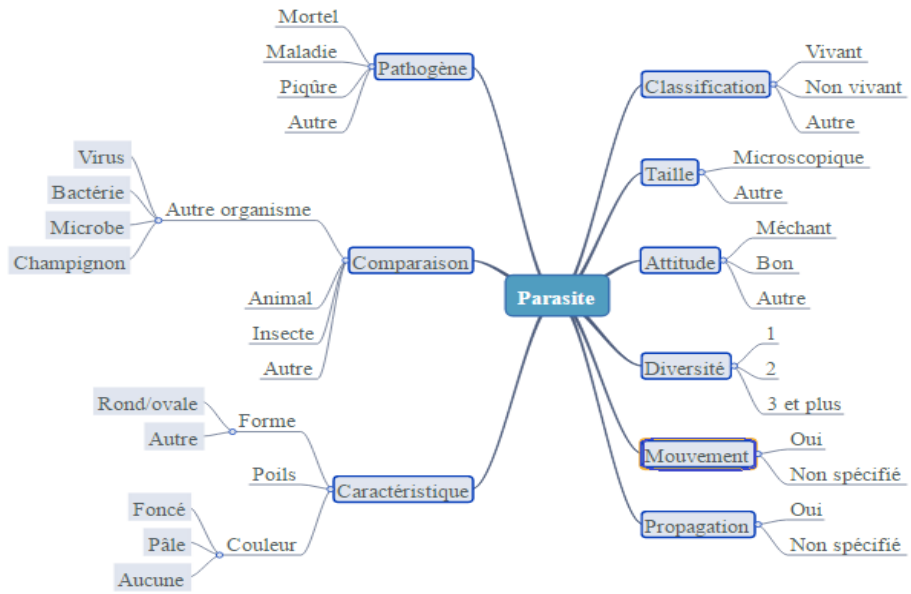 Parasite
Pathogène
Mortel
Maladie
Piqûre
Autre
Comparaison
Autre organisme
Virus
Bactérie
Microbe
Champignon
Animal
Insecte
Autre
Caractéristique
Forme
Rond/ovale
Autre
Poils
Couleur
Foncé
Pâle
Aucune
Classification
Vivant
Non vivant
Autre
Taille
Microscopique
Autre
Attitude
Méchant
Bon
Autre
Diversité
1
2
3 et plus
Mouvement
Oui
Non spécifié
Propagation
Oui
Non spécifié